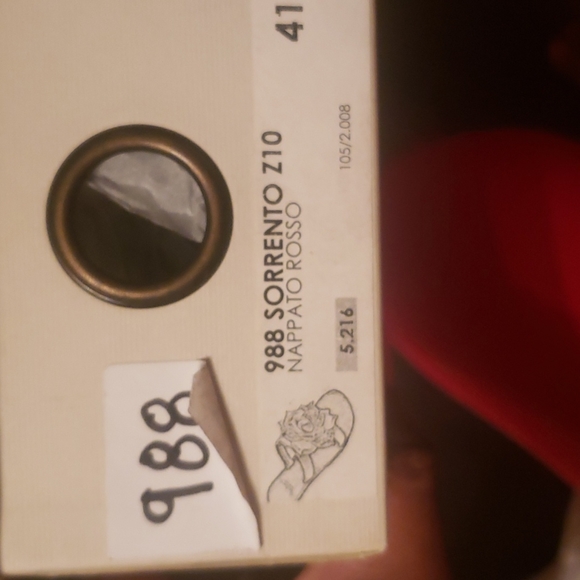 41
105/2.008
988 SORRENTO Z10
NAPPATO ROSSO
5.216
988